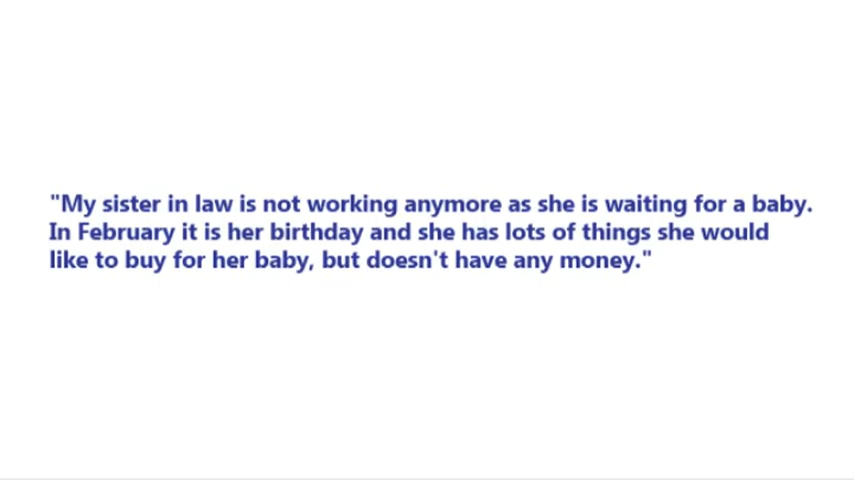 "My sister in law is not working anymore as she is waiting for a baby.
In February it is her birthday and she has lots of things she would
like to buy for her baby, but doesn't have any money."